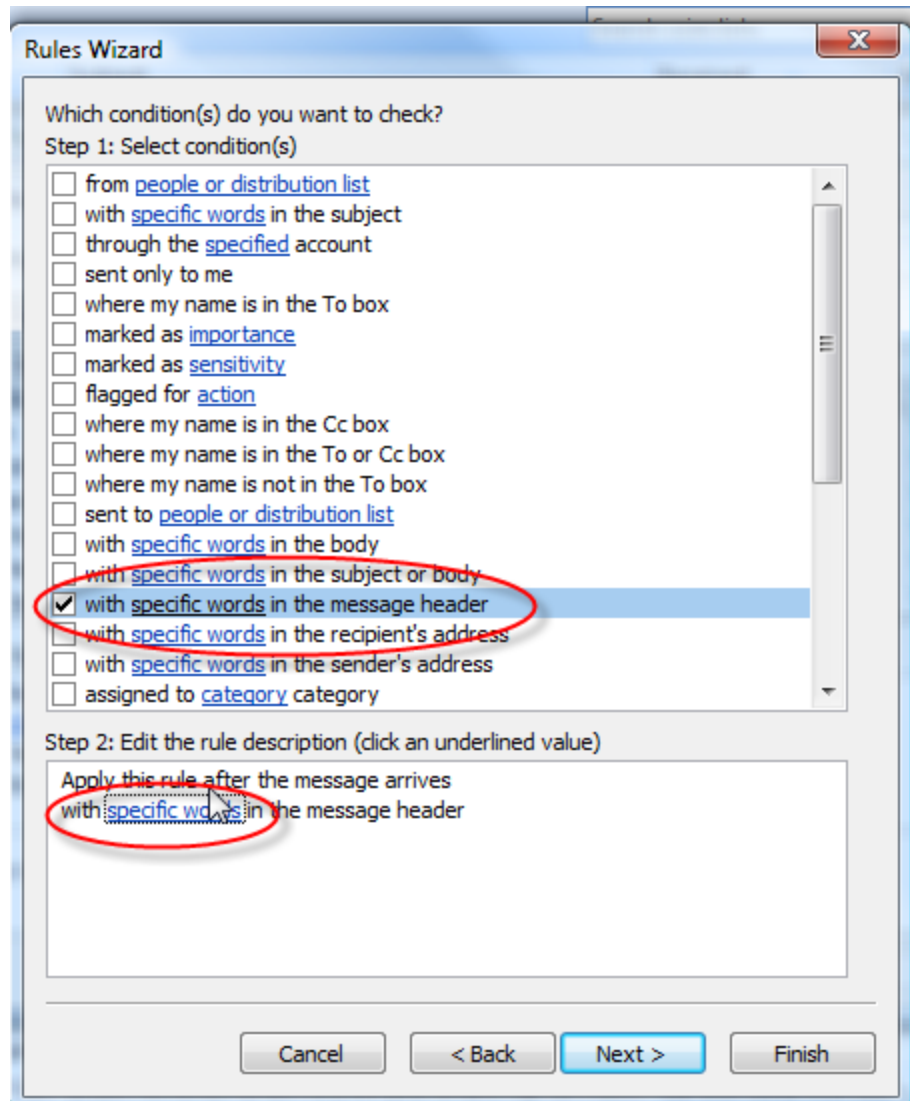 Rules Wizard
Which condition(s) do you want to check?
Step 1: Select condition(s)
from people or distribution list
with specific words in the subject
through the specified account
sent only to me
where my name is in the To box
marked as importance
marked as sensitivity
flagged for action
where my name is in the Cc box
where my name is in the To or Cc box
where my name is not in the To box
sent to people or distribution list
with specific words in the body
with specific words in the subject or body
with specific words in the message header
with specific words in the recipient's address
with specific words in the sender's address
assigned to category category
Step 2: Edit the rule description (click an underlined value)
Apply this rule after the message arrives
with specific words in the message header
Cancel
< Back
Next >
Finish